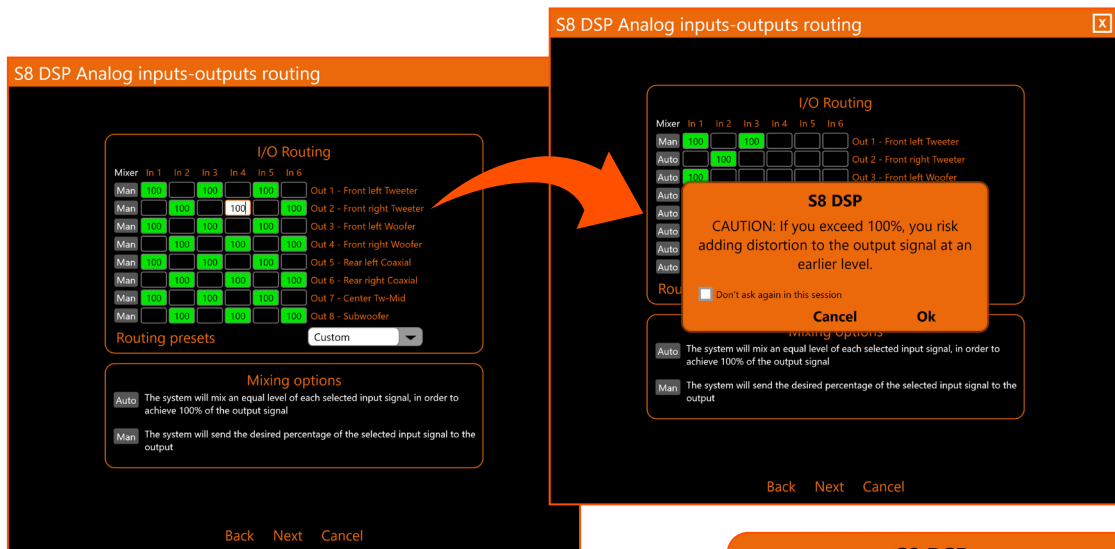 S8 DSP Analog inputs-outputs routing
I/O Routing
Mixer In 1 In 2 In 3 In 4 In 5 In 6
Man 100 100 100 Out 1 - Front left Tweeter
Man 100 100 100 Out 2 - Front right Tweeter
Man 100 100 100 Out 3 - Front left Woofer
Man 100 100 100 Out 4 - Front right Woofer
Man 100 100 100 Out 5 - Rear left Coaxial
Man 100 100 100 Out 6 - Rear right Coaxial
Man 100 100 100 Out 7 - Center Tw-Mid
Man 100 100 100 Out 8 - Subwoofer
Routing presets Custom
Mixing options
Auto The system will mix an equal level of each selected input signal, in order to
achieve 100% of the output signal
Man The system will send the desired percentage of the selected input signal to the
output
Back Next Cancel
S8 DSP Analog inputs-outputs routing X
I/O Routing
Mixer In 1 In 2 In 3 In 4 In 5 In 6
Man 100 100 Out 1 - Front left Tweeter
Auto 100 Out 2 - Front right Tweeter
Auto 100 Out 3 - Front left Woofer
Auto
Auto
Auto
Auto
Auto
Rou
S8 DSP
CAUTION: If you exceed 100%, you risk
adding distortion to the output signal at an
earlier level.
Don't ask again in this session
Cancel Ok
Mixing options
Auto The system will mix an equal level of each selected input signal, in order to
achieve 100% of the output signal
Man The system will send the desired percentage of the selected input signal to the
output
Back Next Cancel